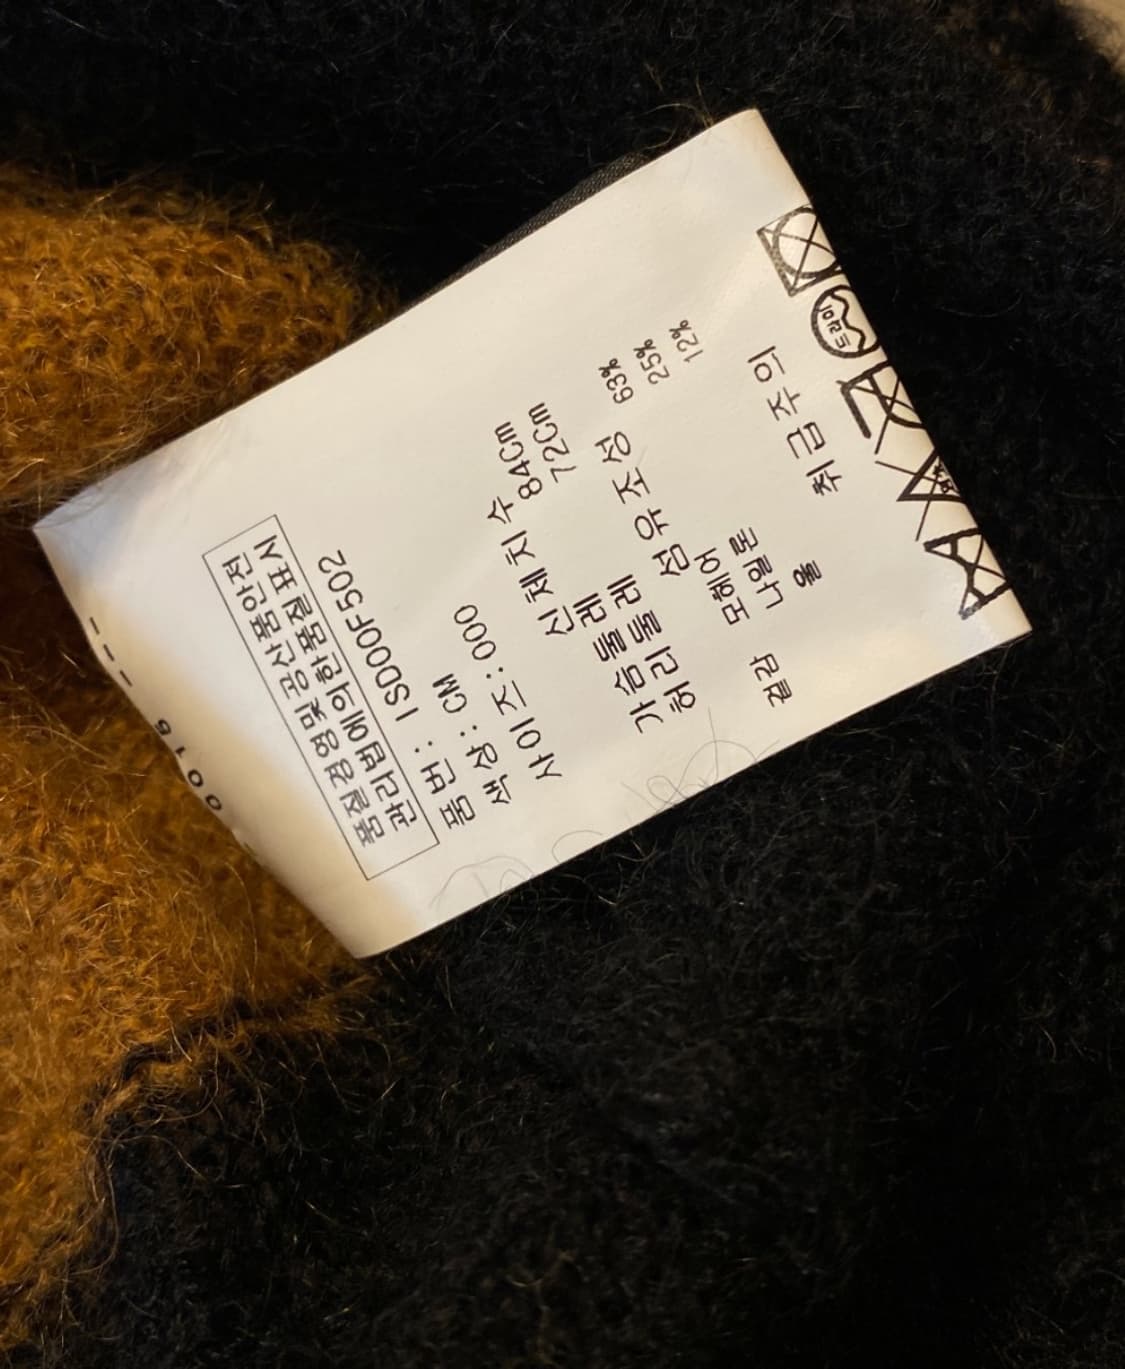 품질경영및공산품안전
관리법에의한품질표시
품 번 : ISD00F502
색 상 : CM
사이즈 : 000
신 체 치 수
가슴둘레 84Cm
허리둘레 72Cm
섬 유 조 성
겉감 모헤어 63%
나일론 25%
울 12%
취 급 주 의